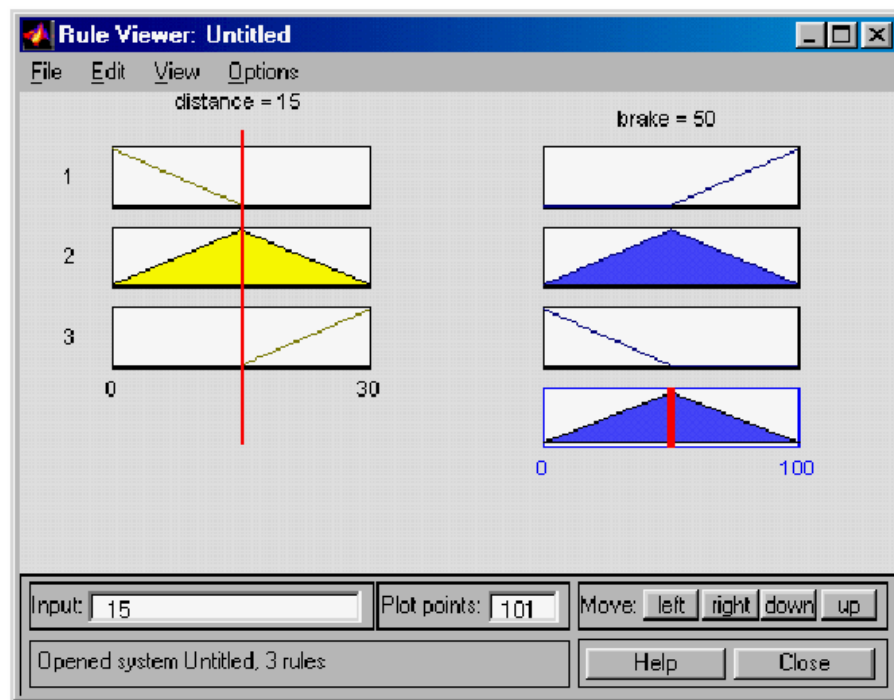 Rule Viewer: Untitled
File Edit View Options
distance = 15
brake = 50
1
2
3
0 30
0 100
Input: 15 Plot points: 101 Move: left right down up
Opened system Untitled, 3 rules Help Close